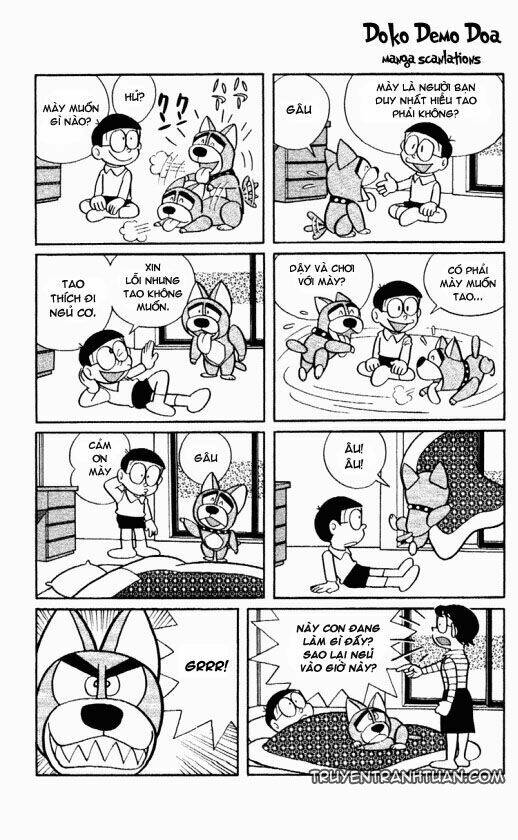 DOKO DEMO DOA
MANGA SCANLATIONS
MÀY LÀ NGƯỜI BẠN
DUY NHẤT HIỂU TAO
PHẢI KHÔNG?
GÂU
HỬ?
MÀY MUỐN
GÌ NÀO?
CÓ PHẢI
MÀY MUỐN
TAO...
DẬY VÀ CHƠI
VỚI MÀY?
XIN
LỖI NHƯNG
TAO KHÔNG
MUỐN.
TAO
THÍCH ĐI
NGỦ CƠ.
ÂU!
ÂU!
GÂU
CẢM
ƠN
MÀY
NÀY CON ĐANG
LÀM GÌ ĐẤY?
SAO LẠI NGỦ
VÀO GIỜ NÀY?
GRRR!
TRUYENTRANHTUAN.COM